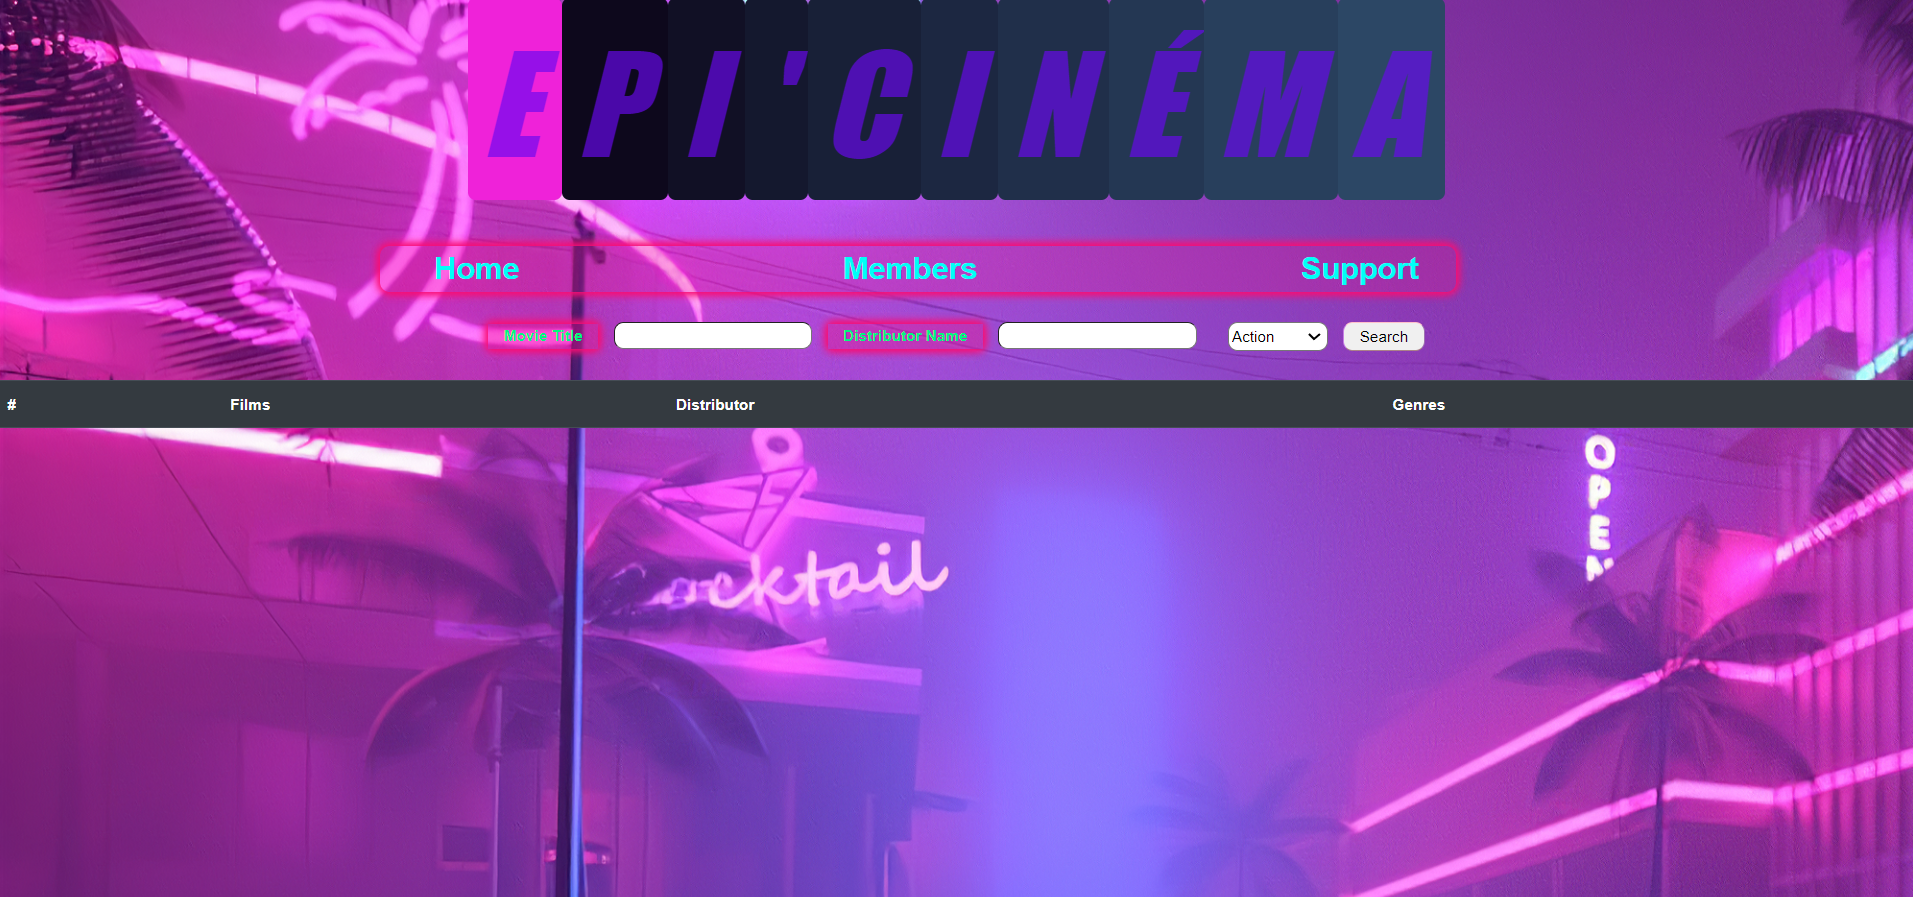 EPI'CINÉMA
Home Members Support
Movie Title Distributor Name Action Search
# Films Distributor Genres
OPEN
ocktail